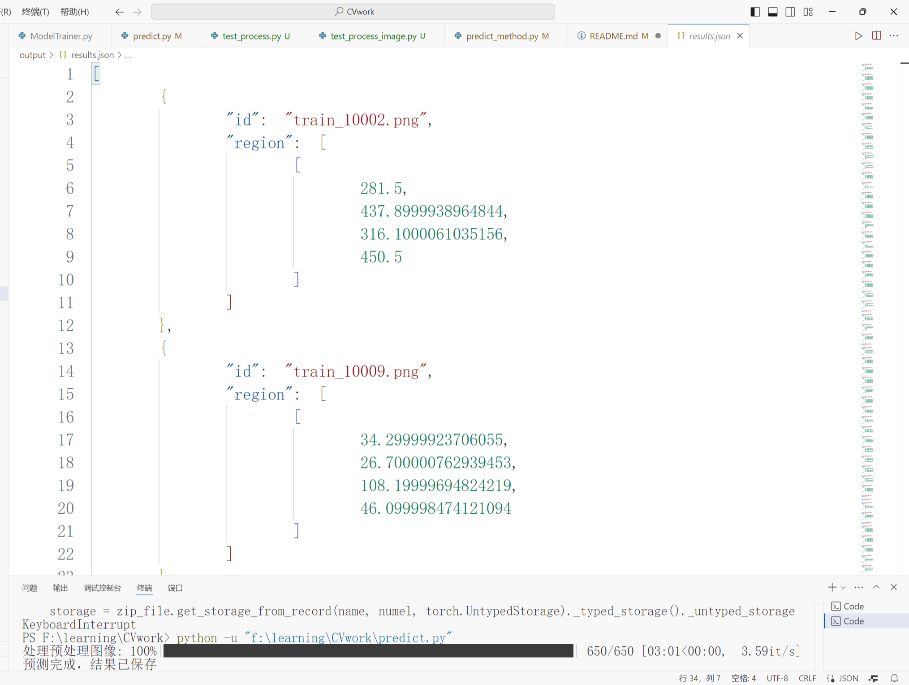 (R) 终端(T) 帮助(H) CVwork
ModelTrainer.py predict.py M test_process.py U test_process_image.py U predict_method.py M README.md M results.json
output > {} results.json > ...
1 [
2 {
3 "id": "train_10002.png",
4 "region": [
5 [
6 281.5,
7 437.8999938964844,
8 316.1000061035156,
9 450.5
10 ]
11 ]
12 },
13 {
14 "id": "train_10009.png",
15 "region": [
16 [
17 34.29999923706055,
18 26.700000762939453,
19 108.19999694824219,
20 46.099998474121094
21 ]
22 ]
问题 输出 调试控制台 终端 端口
storage = zip_file.get_storage_from_record(name, numel, torch.UntypedStorage)._typed_storage()._untyped_storage
KeyboardInterrupt
PS F:\learning\CVwork> python -u "f:\learning\CVwork\predict.py"
处理预处理图像: 100%| | 650/650 [03:01<00:00, 3.59it/s]
预测完成，结果已保存
Code
Code
行 34，列 7 空格: 4 UTF-8 CRLF {} JSON